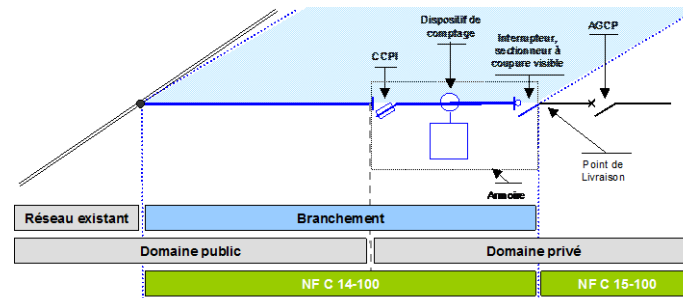 Dispositif de
comptage
Interrupteur,
sectionneur à
coupure visible
AGCP
CCPI
Point de
Livraison
Armoire
Réseau existant
Branchement
Domaine public
Domaine privé
NF C 14-100
NF C 15-100